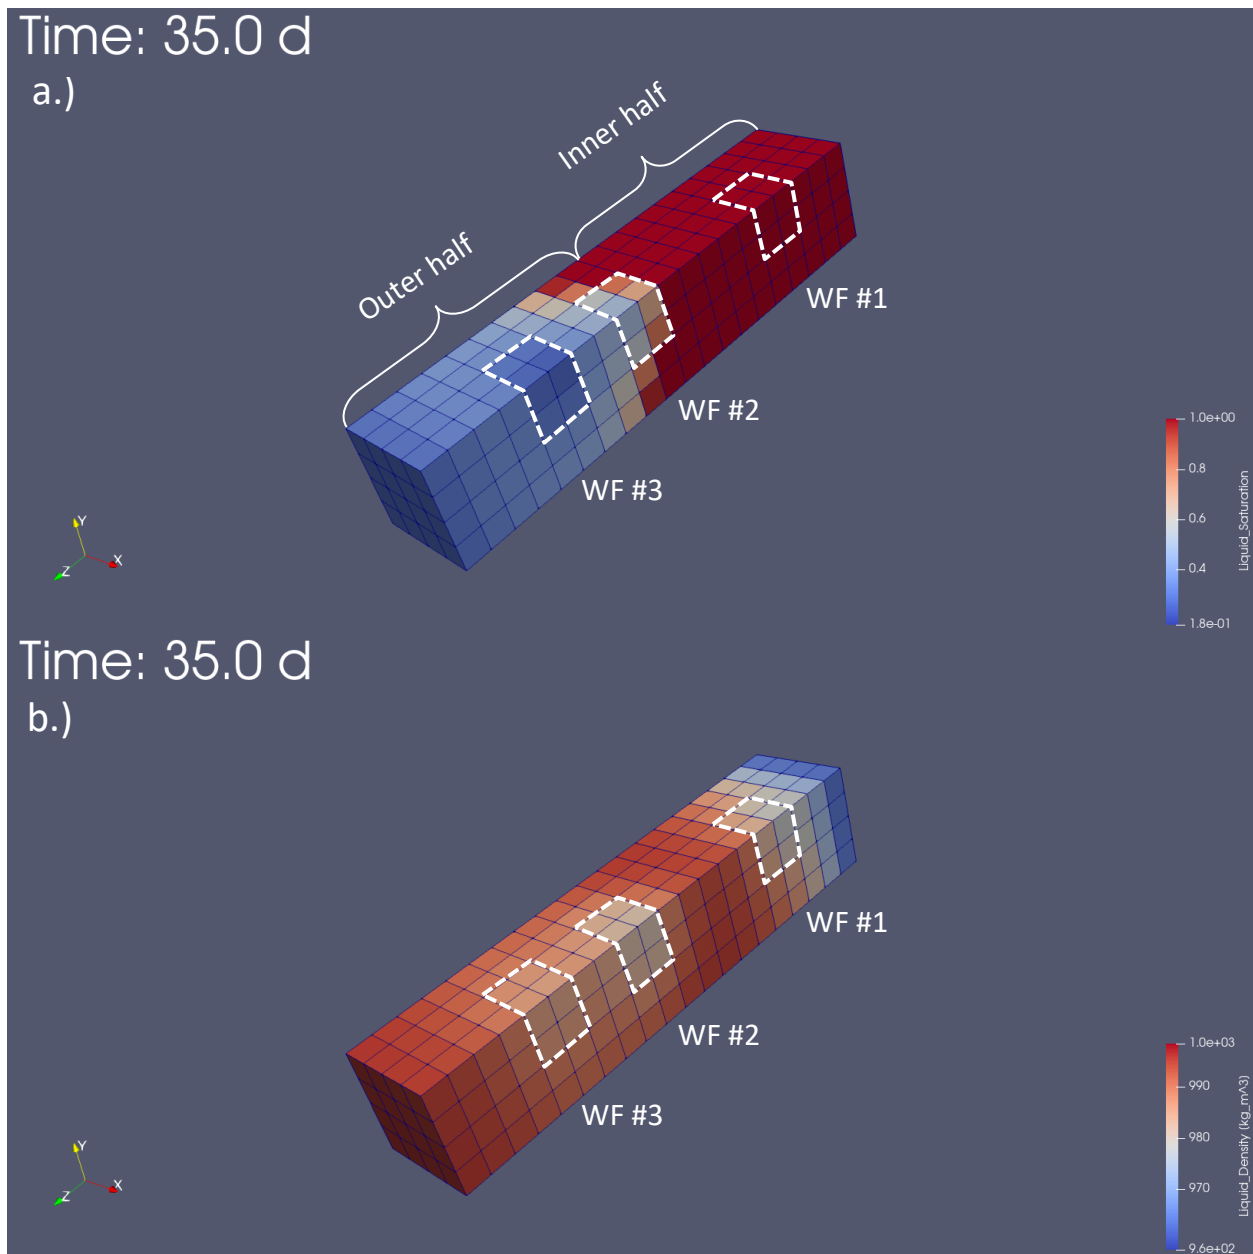 Time: 35.0 d
a.)
Inner half
Outer half
WF #1
WF #2
WF #3
1.0e+00
0.8
0.6
0.4
1.8e-01
Liquid_Saturation
Y
X
Z
Time: 35.0 d
b.)
WF #1
WF #2
WF #3
1.0e+03
990
980
970
9.6e+02
Liquid_Density (kg_m^3)
Y
X
Z